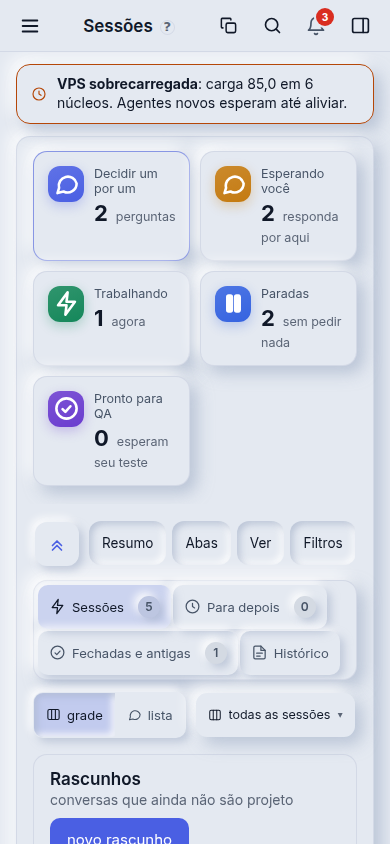 Sessões ?
3
VPS sobrecarregada: carga 85,0 em 6
núcleos. Agentes novos esperam até aliviar.
Decidir um
por um
2 perguntas
Esperando
você
2 responda
por aqui
Trabalhando
1 agora
Paradas
2 sem pedir
nada
Pronto para
QA
0 esperam
seu teste
Resumo Abas Ver Filtros
Sessões 5 Para depois 0
Fechadas e antigas 1 Histórico
grade lista todas as sessões
Rascunhos
conversas que ainda não são projeto
novo rascunho